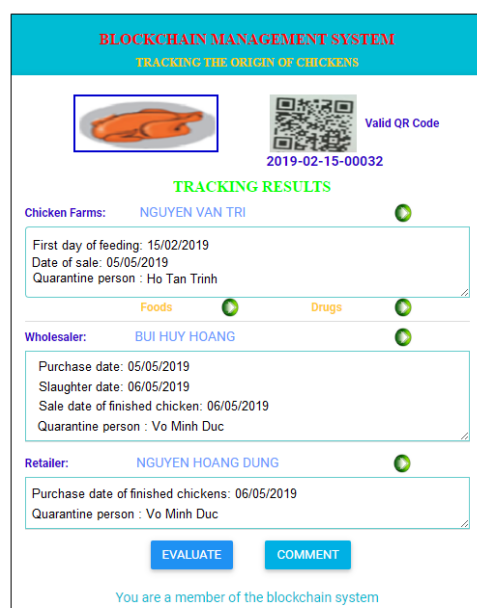 BLOCKCHAIN MANAGEMENT SYSTEM
TRACKING THE ORIGIN OF CHICKENS
Valid QR Code
2019-02-15-00032
TRACKING RESULTS
Chicken Farms: NGUYEN VAN TRI
First day of feeding: 15/02/2019
Date of sale: 05/05/2019
Quarantine person : Ho Tan Trinh
Foods Drugs
Wholesaler: BUI HUY HOANG
Purchase date: 05/05/2019
Slaughter date: 06/05/2019
Sale date of finished chicken: 06/05/2019
Quarantine person : Vo Minh Duc
Retailer: NGUYEN HOANG DUNG
Purchase date of finished chickens: 06/05/2019
Quarantine person : Vo Minh Duc
EVALUATE COMMENT
You are a member of the blockchain system